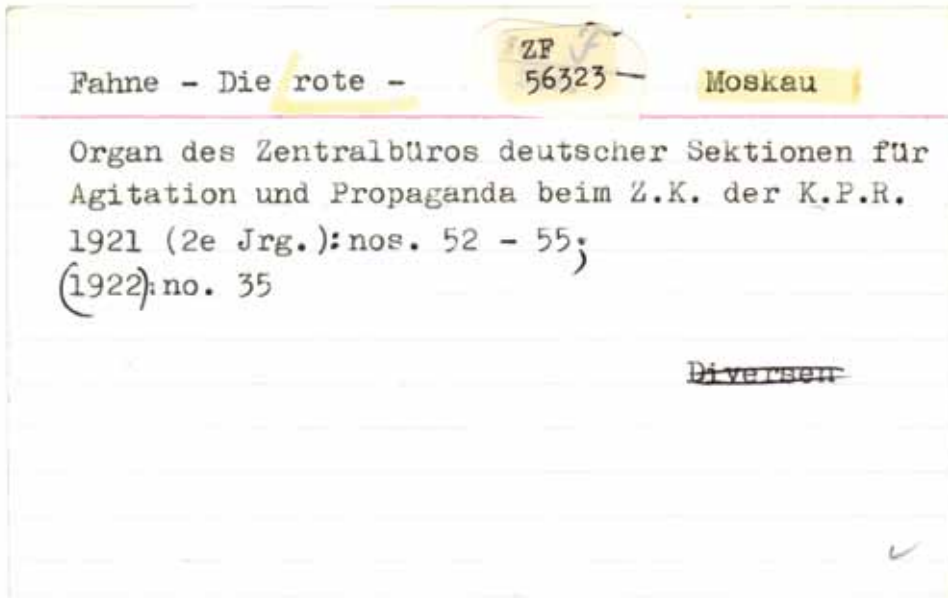 ZF
Fahne - Die rote - 56323 — Moskau
Organ des Zentralbüros deutscher Sektionen für
Agitation und Propaganda beim Z.K. der K.P.R.
1921 (2e Jrg.): nos. 52 - 55;
(1922): no. 35
Diversen